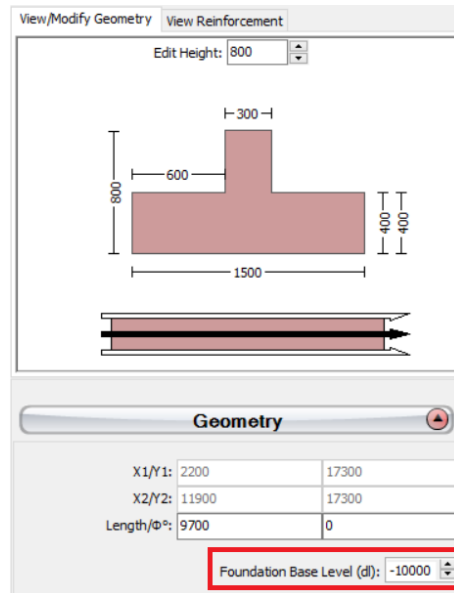 View/Modify Geometry View Reinforcement
Edit Height: 800
300
600
800
400
400
1500
Geometry
X1/Y1: 2200 17300
X2/Y2: 11900 17300
Length/Φ°: 9700 0
Foundation Base Level (dl): -10000